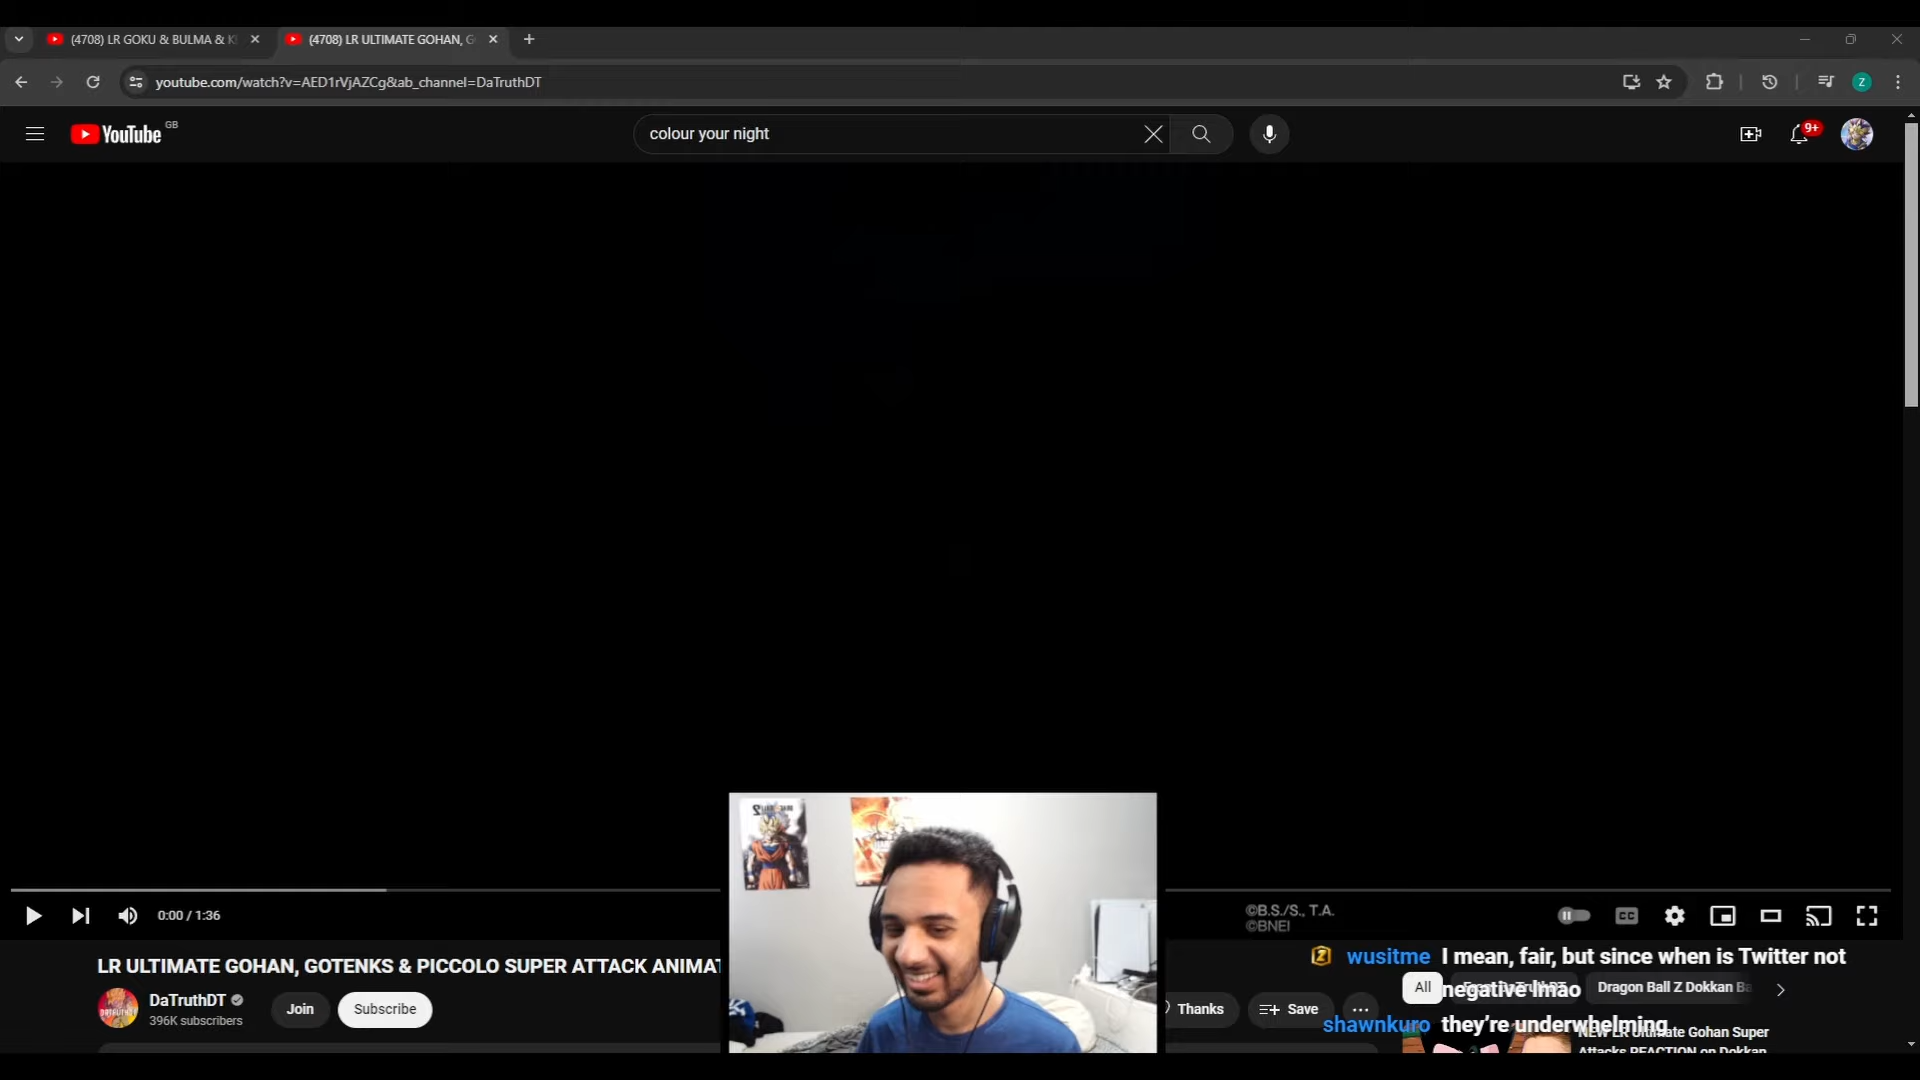 (4708) LR GOKU & BULMA & K
(4708) LR ULTIMATE GOHAN, G
youtube.com/watch?v=AED1rVjAZCg&ab_channel=DaTruthDT
Z
YouTube GB
colour your night
9+
0:00 / 1:36
©B.S./S., T.A.
©BNEI
LR ULTIMATE GOHAN, GOTENKS & PICCOLO SUPER ATTACK ANIMAT
DaTruthDT
396K subscribers
Join
Subscribe
Thanks
Save
wusitme I mean, fair, but since when is Twitter not
negative lmao
All
Dragon Ball Z Dokkan Ba
shawnkuro they're underwhelming
NEW LR Ultimate Gohan Super
Attacks REACTION on Dokkan